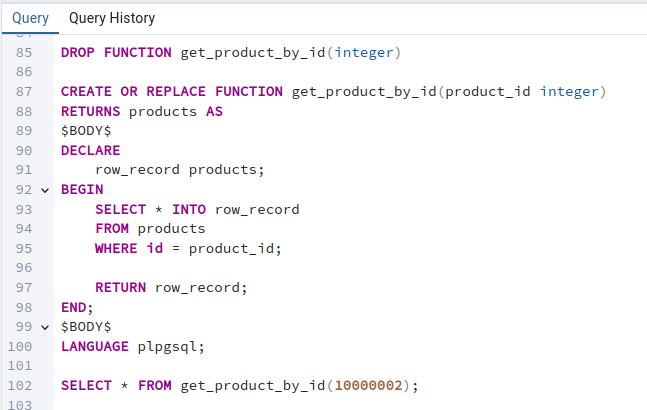 Query Query History
85 DROP FUNCTION get_product_by_id(integer)
86
87 CREATE OR REPLACE FUNCTION get_product_by_id(product_id integer)
88 RETURNS products AS
89 $BODY$
90 DECLARE
91     row_record products;
92 BEGIN
93     SELECT * INTO row_record
94     FROM products
95     WHERE id = product_id;
96
97     RETURN row_record;
98 END;
99 $BODY$
100 LANGUAGE plpgsql;
101
102 SELECT * FROM get_product_by_id(10000002);
103